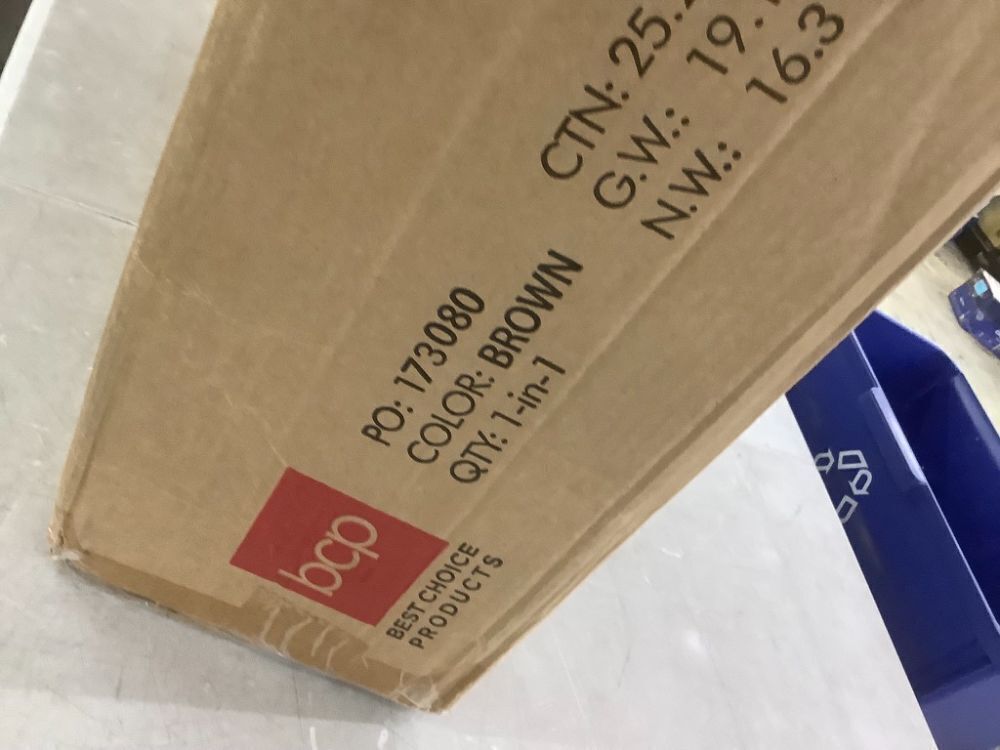 bcp
BEST CHOICE
PRODUCTS
PO: 173080
COLOR: BROWN
QTY: 1-in-1
CTN: 25.
G.W.: 19.
N.W.: 16.3